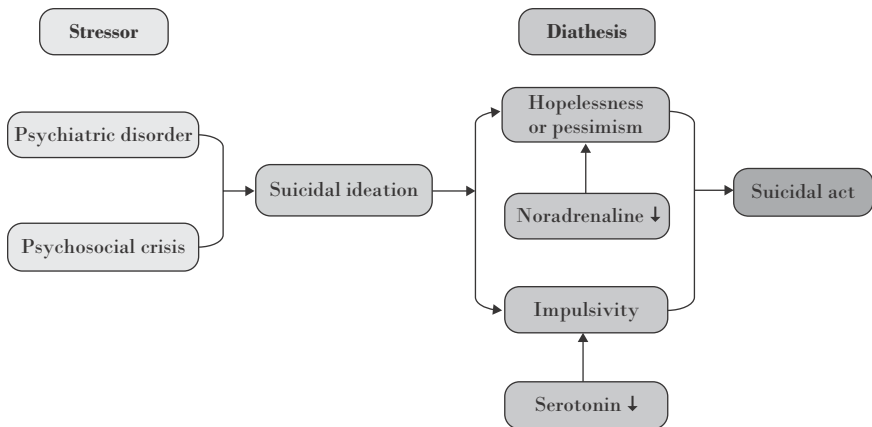 Stressor
Diathesis
Psychiatric disorder
Psychosocial crisis
Suicidal ideation
Hopelessness
or pessimism
Noradrenaline ↓
Impulsivity
Serotonin ↓
Suicidal act